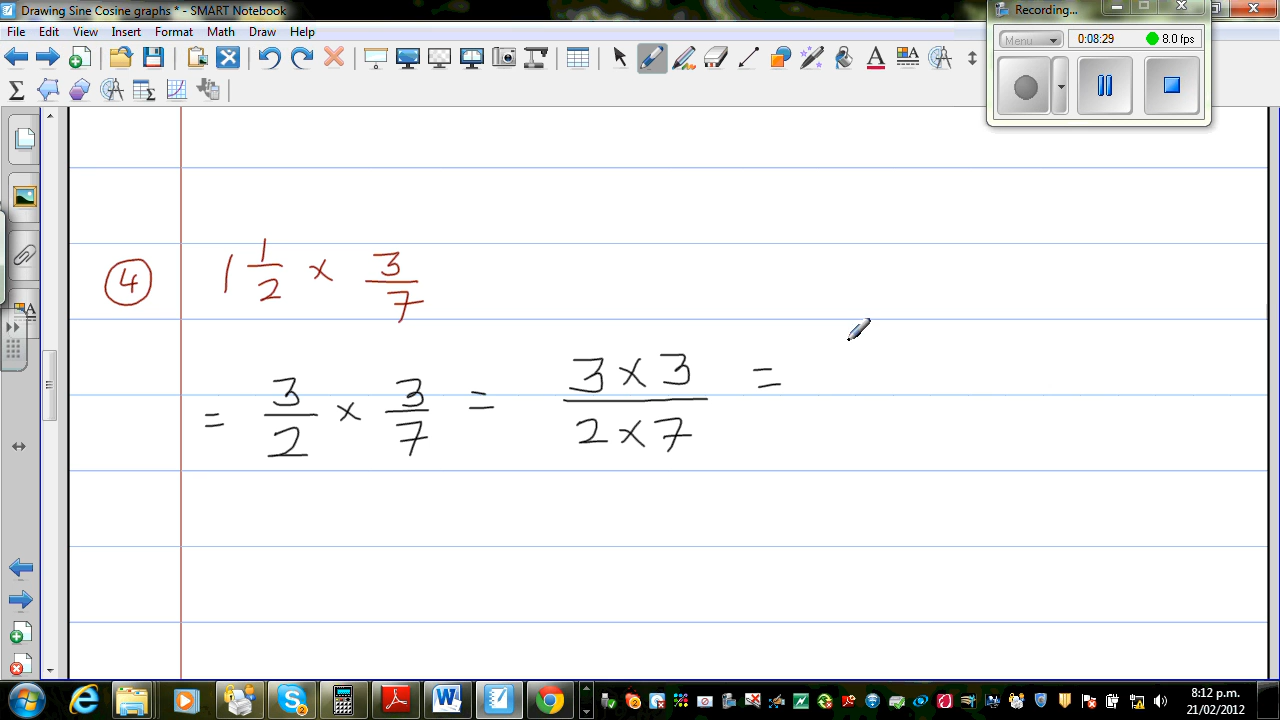 Drawing Sine Cosine graphs * - SMART Notebook
Recording...
File Edit View Insert Format Math Draw Help
Menu 0:08:29 8.0 fps
④ 1 1/2 × 3/7
= 3/2 × 3/7 = (3 × 3)/(2 × 7) =
8:12 p.m.
21/02/2012